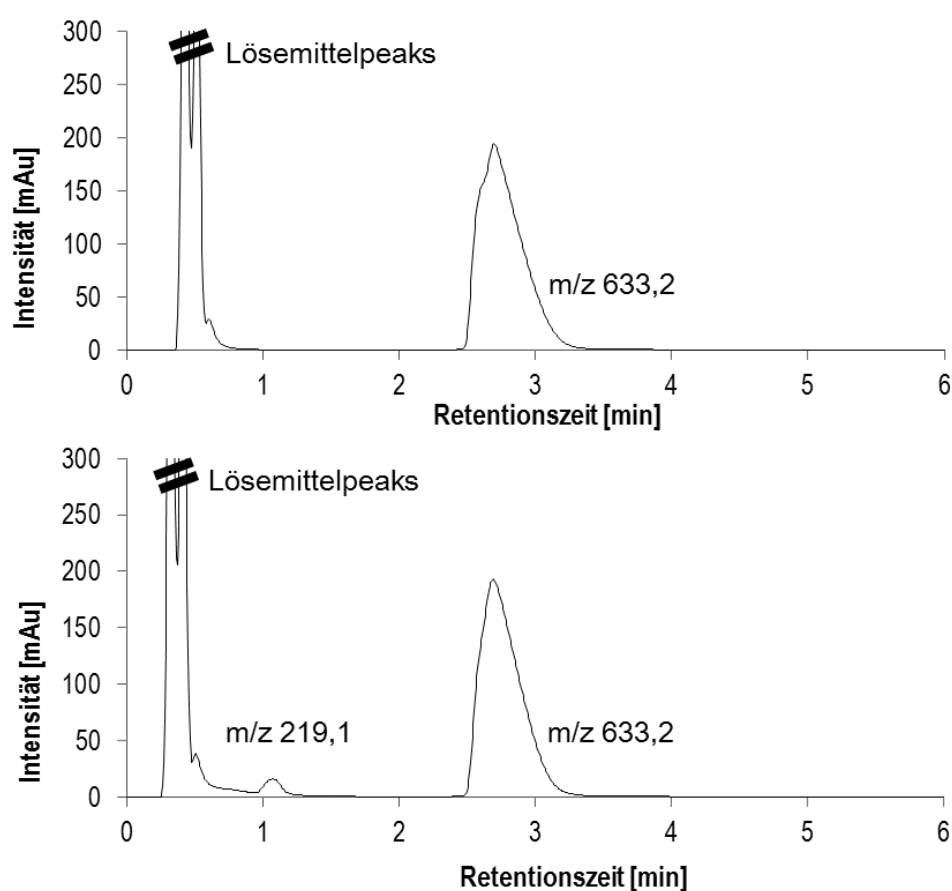 300
Lösemittelpeaks
250
200
150
100
m/z 633,2
50
0
Intensität [mAu]
0 1 2 3 4 5 6
Retentionszeit [min]
300
Lösemittelpeaks
250
200
150
100
m/z 219,1 m/z 633,2
50
0
Intensität [mAu]
0 1 2 3 4 5 6
Retentionszeit [min]